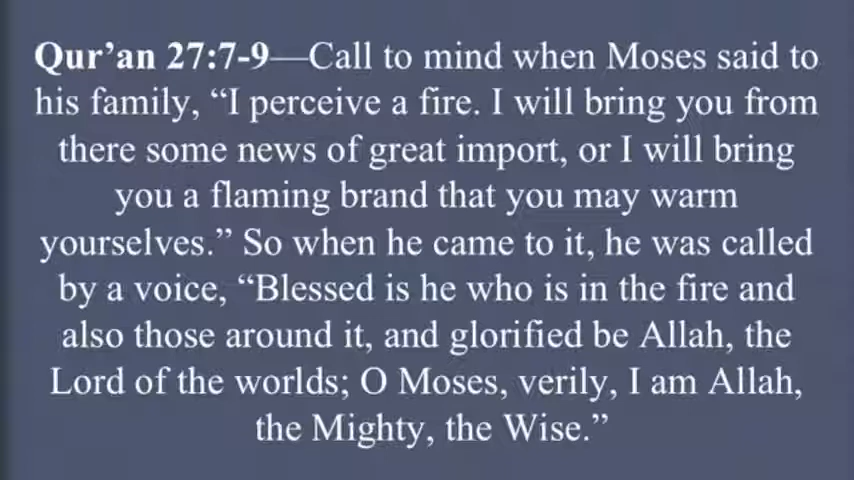 Qur’an 27:7-9—Call to mind when Moses said to
his family, “I perceive a fire. I will bring you from
there some news of great import, or I will bring
you a flaming brand that you may warm
yourselves.” So when he came to it, he was called
by a voice, “Blessed is he who is in the fire and
also those around it, and glorified be Allah, the
Lord of the worlds; O Moses, verily, I am Allah,
the Mighty, the Wise.”